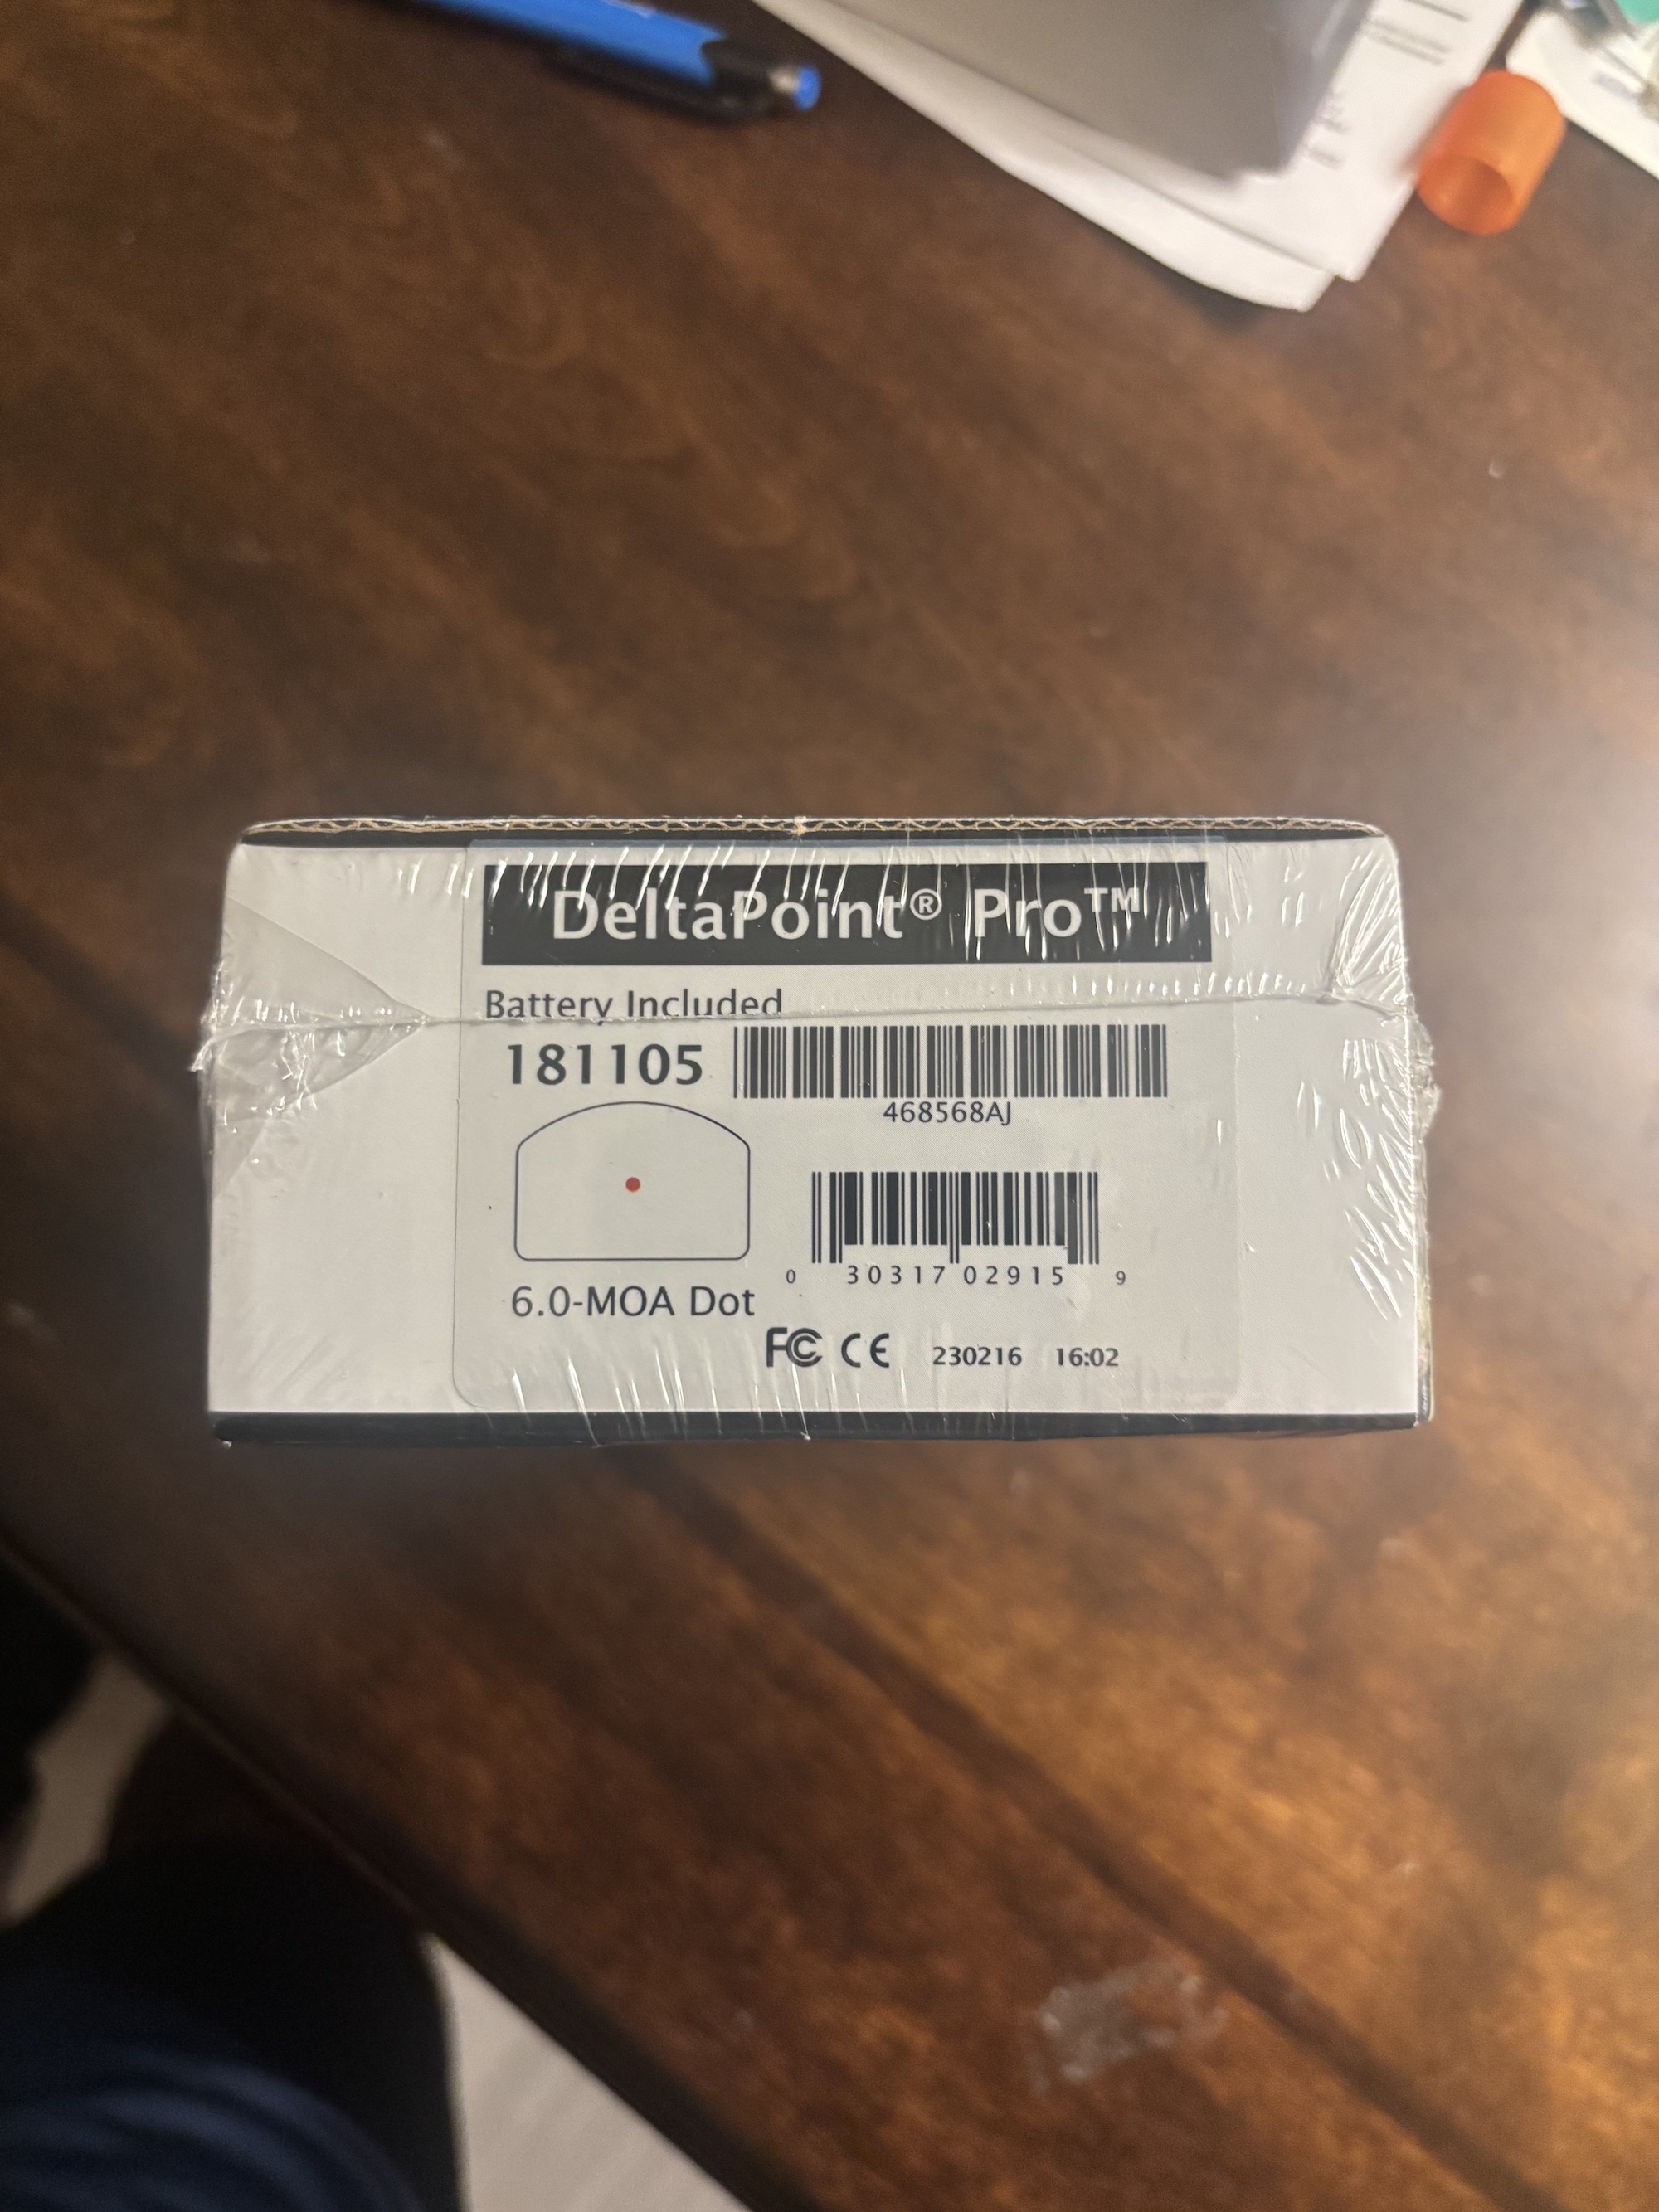 DeltaPoint® Pro™
Battery Included
181105
468568AJ
0 30317 02915 9
6.0-MOA Dot
FC CE 230216 16:02